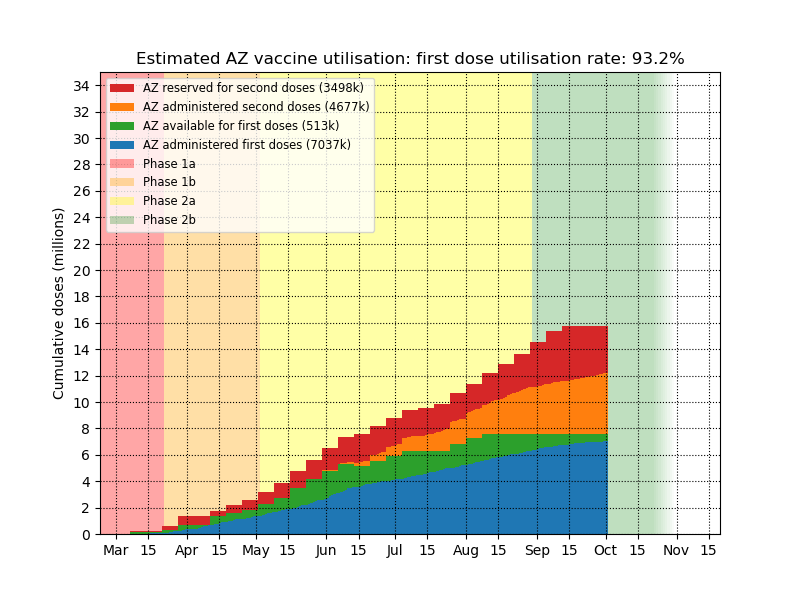 Estimated AZ vaccine utilisation: first dose utilisation rate: 93.2%
34
32
30
28
26
24
22
20
18
16
14
12
10
8
6
4
2
0
Cumulative doses (millions)
AZ reserved for second doses (3498k)
AZ administered second doses (4677k)
AZ available for first doses (513k)
AZ administered first doses (7037k)
Phase 1a
Phase 1b
Phase 2a
Phase 2b
Mar 15 Apr 15 May 15 Jun 15 Jul 15 Aug 15 Sep 15 Oct 15 Nov 15